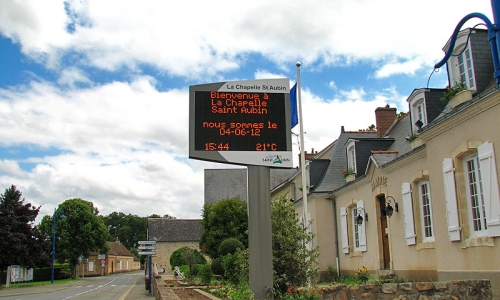 La Chapelle St Aubin
Bienvenue à
La Chapelle
Saint Aubin
nous sommes le
04-06-12
15:44 21°C